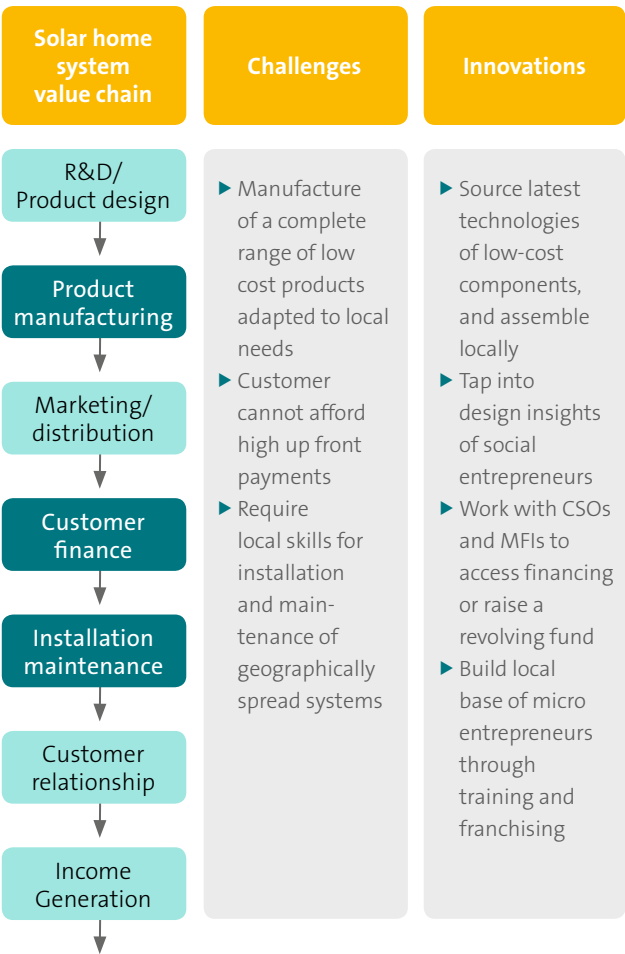 Solar home
system
value chain
Challenges
Innovations
R&D/
Product design
Product
manufacturing
Marketing/
distribution
Customer
finance
Installation
maintenance
Customer
relationship
Income
Generation
▶ Manufacture
of a complete
range of low
cost products
adapted to local
needs
▶ Customer
cannot afford
high up front
payments
▶ Require
local skills for
installation
and main-
tenance of
geographically
spread systems
▶ Source latest
technologies
of low-cost
components,
and assemble
locally
▶ Tap into
design insights
of social
entrepreneurs
▶ Work with CSOs
and MFIs to
access financing
or raise a
revolving fund
▶ Build local
base of micro
entrepreneurs
through
training and
franchising